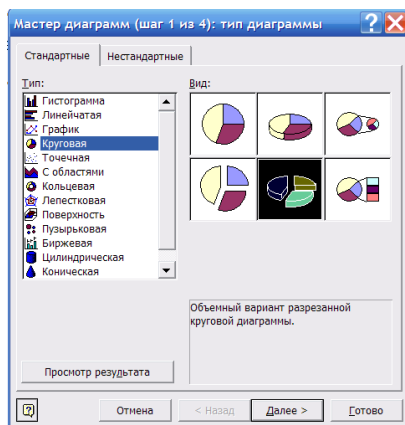 Мастер диаграмм (шаг 1 из 4): тип диаграммы
Стандартные Нестандартные
Тип: Вид:
Гистограмма
Линейчатая
График
Круговая
Точечная
С областями
Кольцевая
Лепестковая
Поверхность
Пузырьковая
Биржевая
Цилиндрическая
Коническая
Объемный вариант разрезанной
круговой диаграммы.
Просмотр результата
Отмена < Назад Далее > Готово